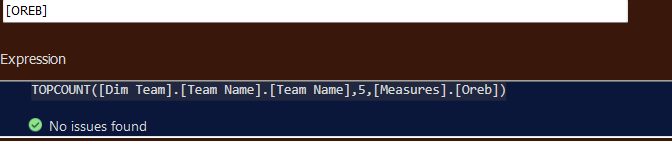 [OREB]
Expression
TOPCOUNT([Dim Team].[Team Name].[Team Name],5,[Measures].[Oreb])
No issues found